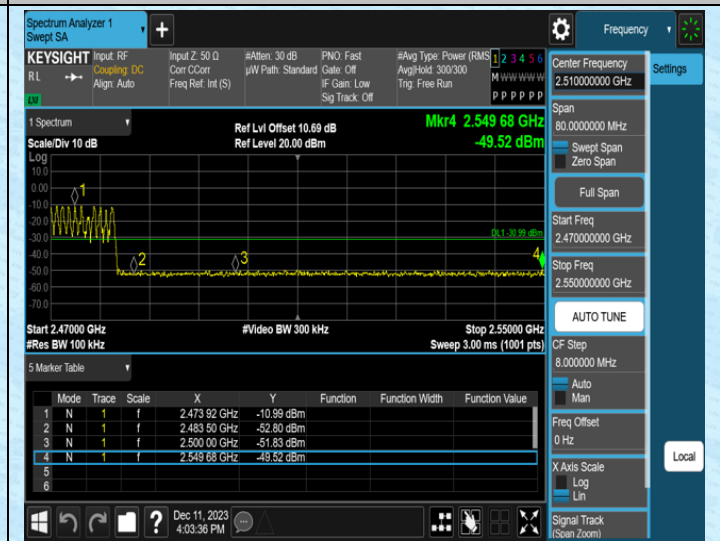 Spectrum Analyzer 1
Swept SA
Frequency
KEYSIGHT Input: RF Input Z: 50 Ω #Atten: 30 dB PNO: Fast #Avg Type: Power (RMS 1 2 3 4 5 6
RL Coupling: DC Corr CCorr µW Path: Standard Gate: Off Avg|Hold: 300/300 M W W W W W
Align: Auto Freq Ref: Int (S) IF Gain: Low Trig: Free Run
Sig Track: Off P P P P P P
LXI
1 Spectrum
Ref Lvl Offset 10.69 dB
Mkr4 2.549 68 GHz
Scale/Div 10 dB
Ref Level 20.00 dBm
-49.52 dBm
Log
10.0
0.00
1
-10.0
-20.0
-30.0
DL1 -30.99 dBm
-40.0
2
3
4
-50.0
-60.0
-70.0
Start 2.47000 GHz #Video BW 300 kHz Stop 2.55000 GHz
#Res BW 100 kHz Sweep 3.00 ms (1001 pts)
5 Marker Table
Mode Trace Scale X Y Function Function Width Function Value
1 N 1 f 2.473 92 GHz -10.99 dBm
2 N 1 f 2.483 50 GHz -52.80 dBm
3 N 1 f 2.500 00 GHz -51.83 dBm
4 N 1 f 2.549 68 GHz -49.52 dBm
5
6
?
Dec 11, 2023
4:03:36 PM
Center Frequency
2.510000000 GHz
Settings
Span
80.0000000 MHz
Swept Span
Zero Span
Full Span
Start Freq
2.470000000 GHz
Stop Freq
2.550000000 GHz
AUTO TUNE
CF Step
8.000000 MHz
Auto
Man
Freq Offset
0 Hz
Local
X Axis Scale
Log
Lin
Signal Track
(Span Zoom)